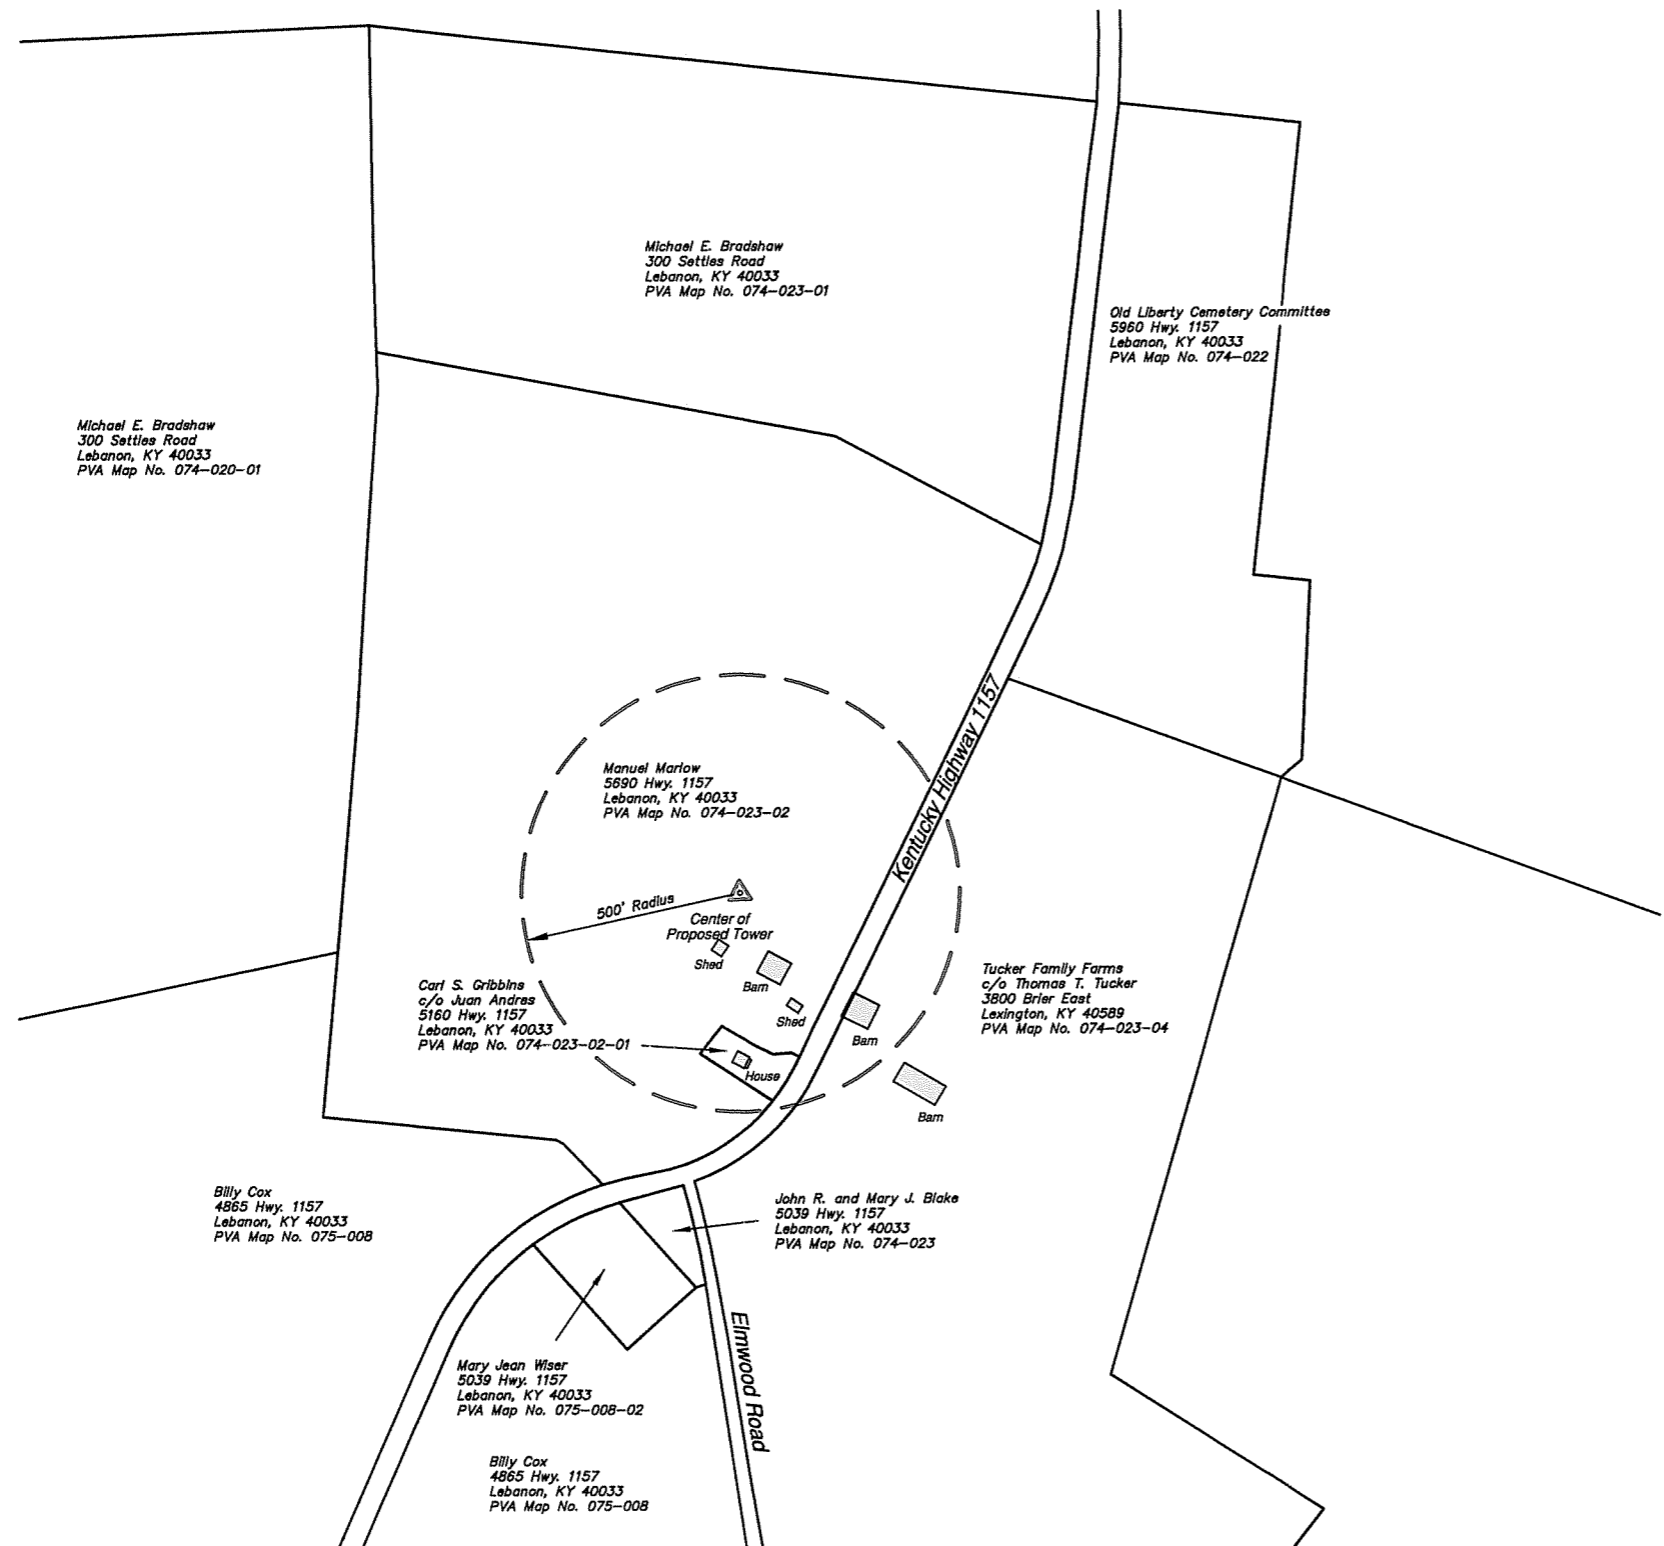 Michael E. Bradshaw
300 Settles Road
Lebanon, KY 40033
PVA Map No. 074-023-01
Old Liberty Cemetery Committee
5960 Hwy. 1157
Lebanon, KY 40033
PVA Map No. 074-022
Michael E. Bradshaw
300 Settles Road
Lebanon, KY 40033
PVA Map No. 074-020-01
Kentucky Highway 1157
Manuel Marlow
5690 Hwy. 1157
Lebanon, KY 40033
PVA Map No. 074-023-02
500' Radius
Center of
Proposed Tower
Shed
Barn
Shed
Barn
House
Barn
Carl S. Gribbins
c/o Juan Andres
5160 Hwy. 1157
Lebanon, KY 40033
PVA Map No. 074-023-02-01
Tucker Family Farms
c/o Thomas T. Tucker
3800 Brier East
Lexington, KY 40589
PVA Map No. 074-023-04
Billy Cox
4865 Hwy. 1157
Lebanon, KY 40033
PVA Map No. 075-008
John R. and Mary J. Blake
5039 Hwy. 1157
Lebanon, KY 40033
PVA Map No. 074-023
Elmwood Road
Mary Jean Wiser
5039 Hwy. 1157
Lebanon, KY 40033
PVA Map No. 075-008-02
Billy Cox
4865 Hwy. 1157
Lebanon, KY 40033
PVA Map No. 075-008